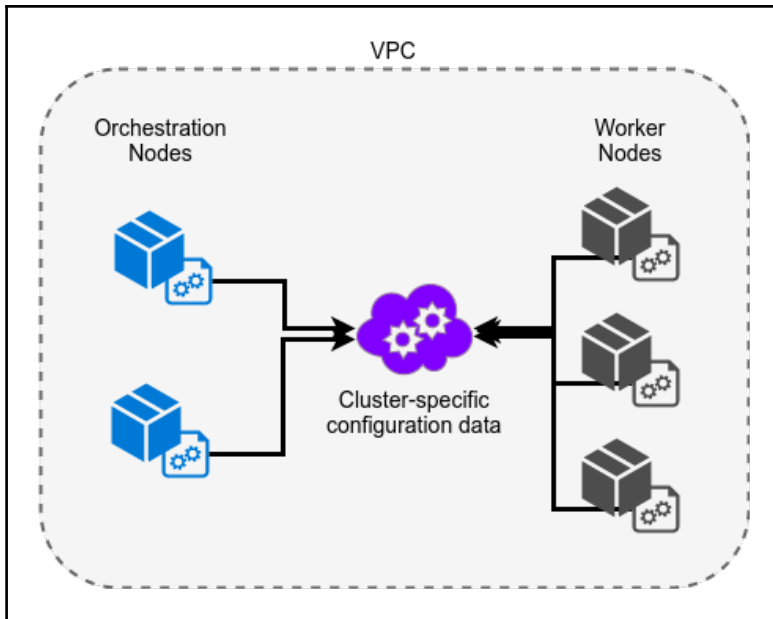 VPC
Orchestration
Nodes
Worker
Nodes
Cluster-specific
configuration data